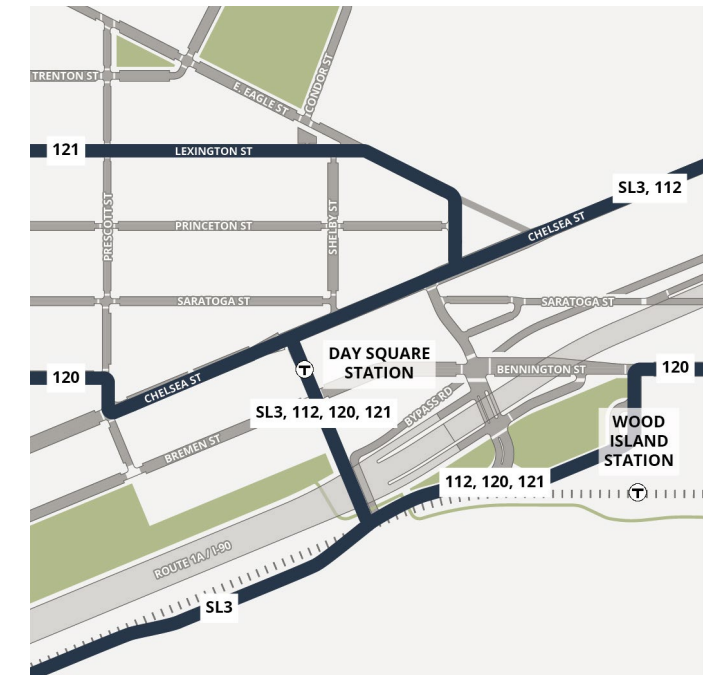 TRENTON ST
E. EAGLE ST
CONDOR ST
121
LEXINGTON ST
SL3, 112
PRESCOTT ST
PRINCETON ST
SHELBY ST
CHELSEA ST
SARATOGA ST
SARATOGA ST
DAY SQUARE
STATION
T
120
CHELSEA ST
BENNINGTON ST
120
SL3, 112, 120, 121
BYPASS RD
WOOD
ISLAND
STATION
BREMEN ST
112, 120, 121
T
ROUTE 1A / I-90
SL3